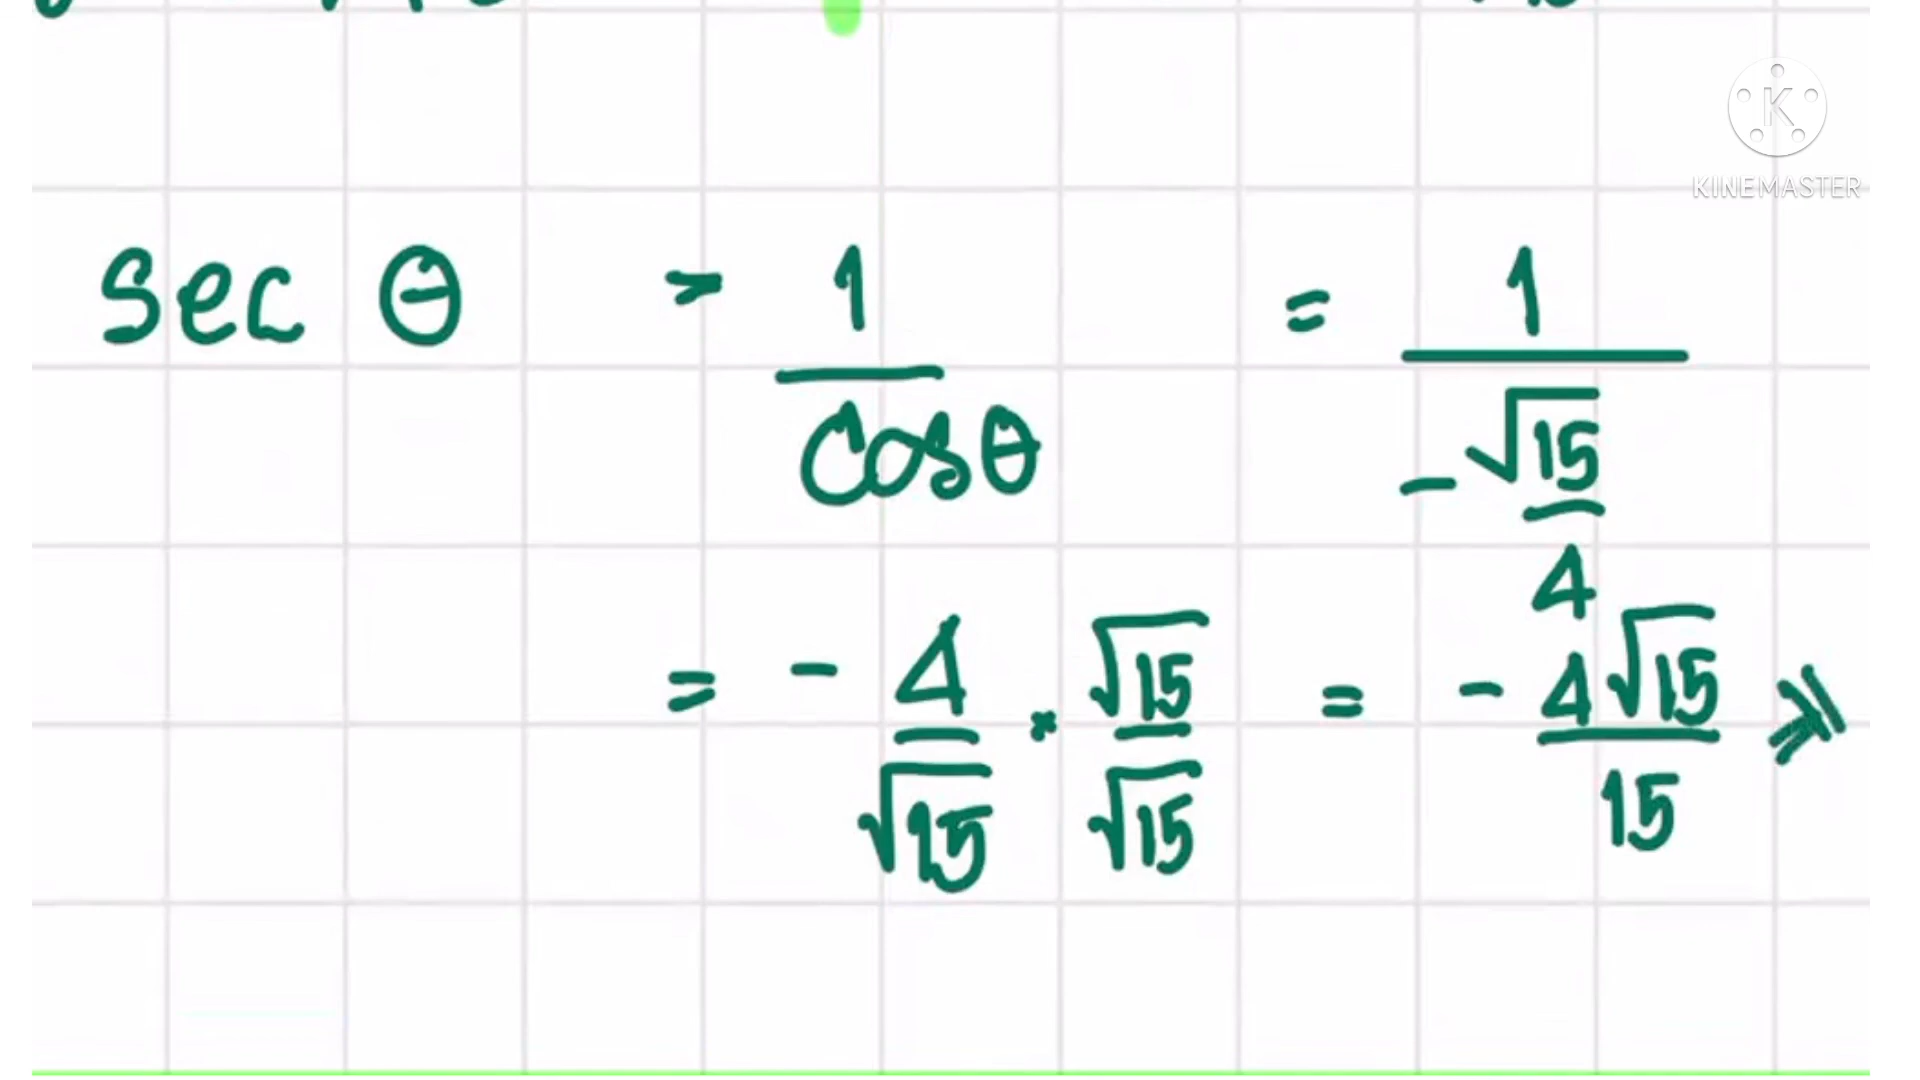 KINEMASTER
sec θ = 1/cosθ = 1/(-√15/4)
= - 4/√15 · √15/√15 = - 4√15/15